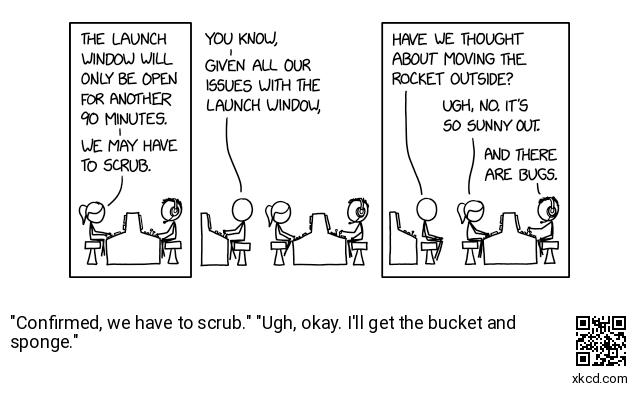 THE LAUNCH
WINDOW WILL
ONLY BE OPEN
FOR ANOTHER
90 MINUTES.
WE MAY HAVE
TO SCRUB.
YOU KNOW,
GIVEN ALL OUR
ISSUES WITH THE
LAUNCH WINDOW,
HAVE WE THOUGHT
ABOUT MOVING THE
ROCKET OUTSIDE?
UGH, NO. IT'S
SO SUNNY OUT.
AND THERE
ARE BUGS.
"Confirmed, we have to scrub." "Ugh, okay. I'll get the bucket and
sponge."
xkcd.com